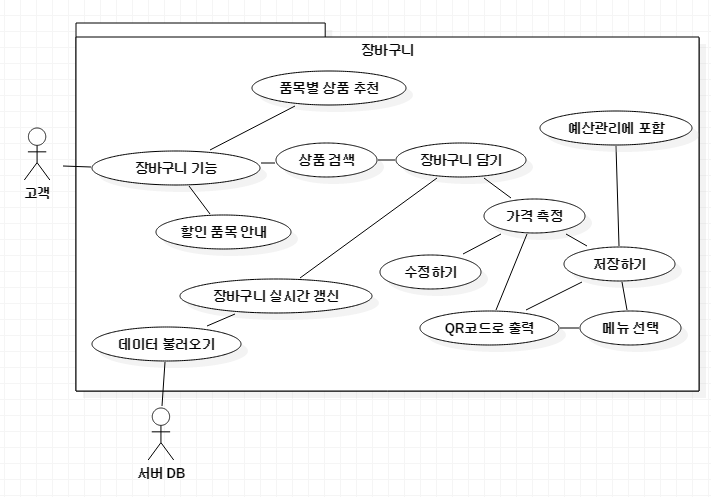 장바구니
품목별 상품 추천
예산관리에 포함
고객
장바구니 기능
상품 검색
장바구니 담기
할인 품목 안내
가격 측정
수정하기
저장하기
장바구니 실시간 갱신
QR코드로 출력
메뉴 선택
데이터 불러오기
서버 DB